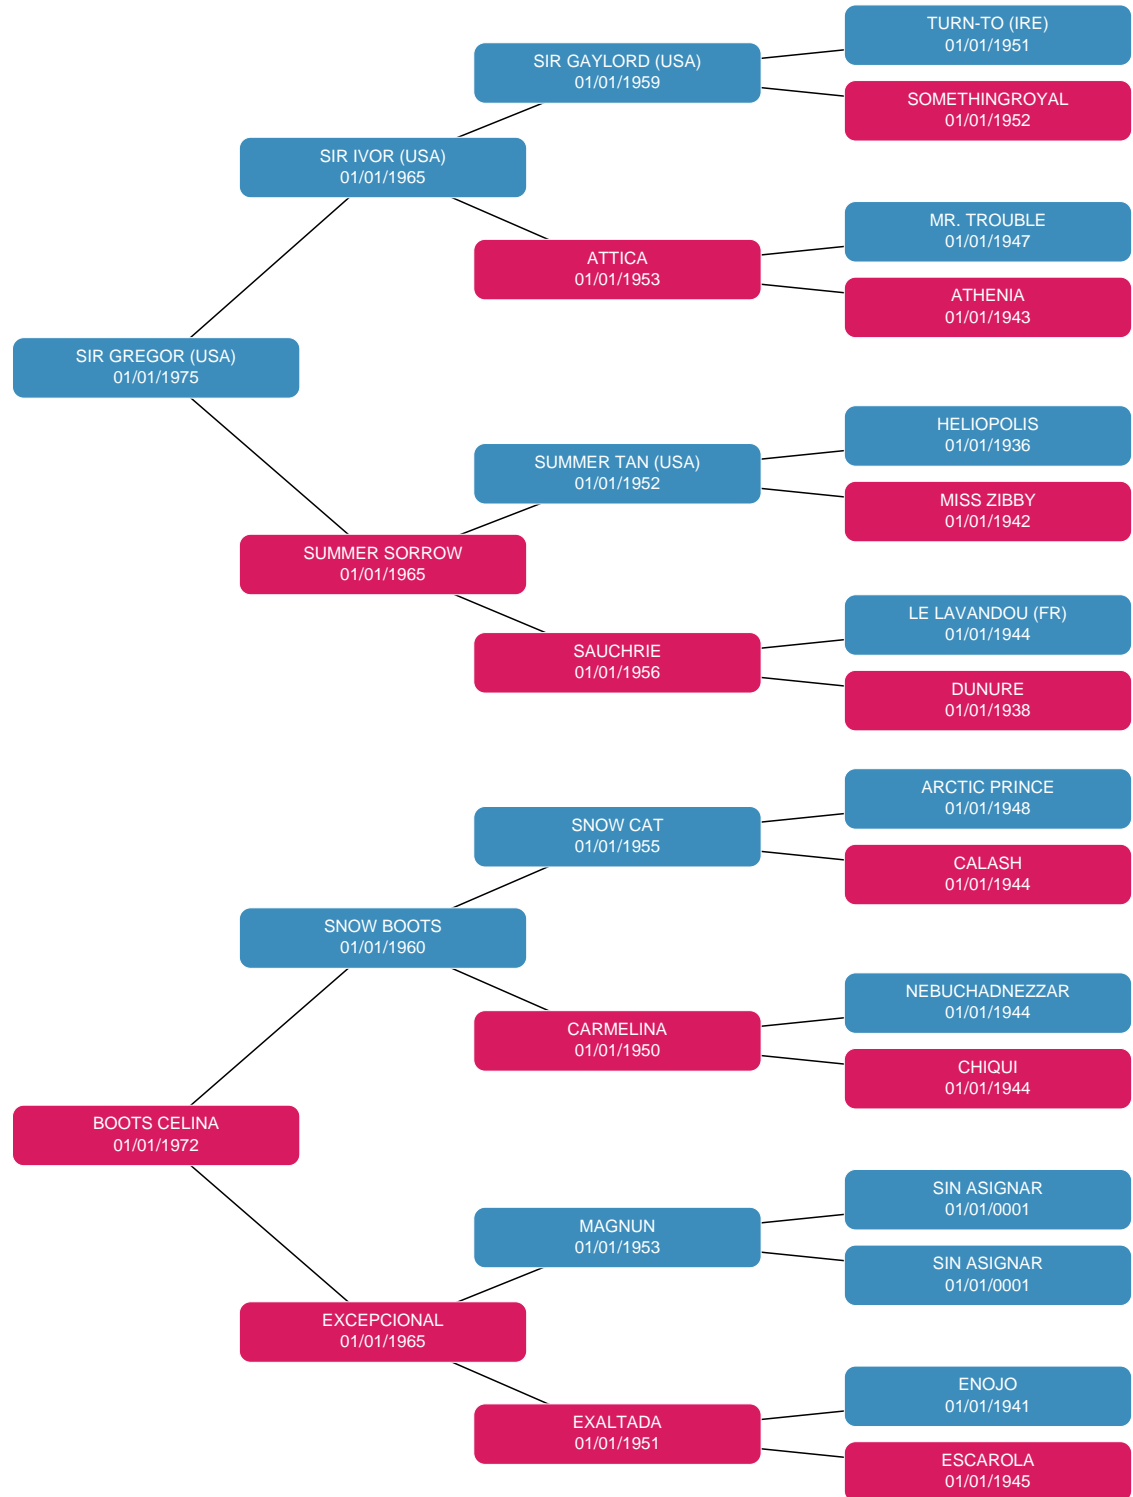 TURN-TO (IRE)
01/01/1951
SIR GAYLORD (USA)
01/01/1959
SOMETHINGROYAL
01/01/1952
SIR IVOR (USA)
01/01/1965
MR. TROUBLE
01/01/1947
ATTICA
01/01/1953
ATHENIA
01/01/1943
SIR GREGOR (USA)
01/01/1975
HELIOPOLIS
01/01/1936
SUMMER TAN (USA)
01/01/1952
MISS ZIBBY
01/01/1942
SUMMER SORROW
01/01/1965
LE LAVANDOU (FR)
01/01/1944
SAUCHRIE
01/01/1956
DUNURE
01/01/1938
ARCTIC PRINCE
01/01/1948
SNOW CAT
01/01/1955
CALASH
01/01/1944
SNOW BOOTS
01/01/1960
NEBUCHADNEZZAR
01/01/1944
CARMELINA
01/01/1950
CHIQUI
01/01/1944
BOOTS CELINA
01/01/1972
SIN ASIGNAR
01/01/0001
MAGNUN
01/01/1953
SIN ASIGNAR
01/01/0001
EXCEPCIONAL
01/01/1965
ENOJO
01/01/1941
EXALTADA
01/01/1951
ESCAROLA
01/01/1945